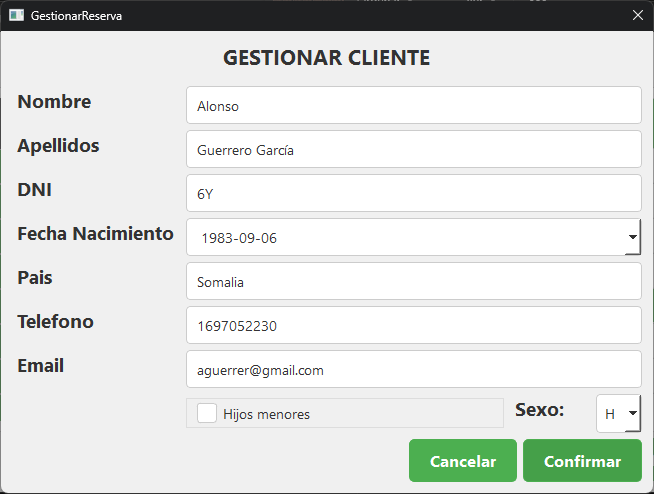 GestionarReserva
GESTIONAR CLIENTE
Nombre Alonso
Apellidos Guerrero García
DNI 6Y
Fecha Nacimiento 1983-09-06
Pais Somalia
Telefono 1697052230
Email aguerrer@gmail.com
Hijos menores Sexo: H
Cancelar Confirmar